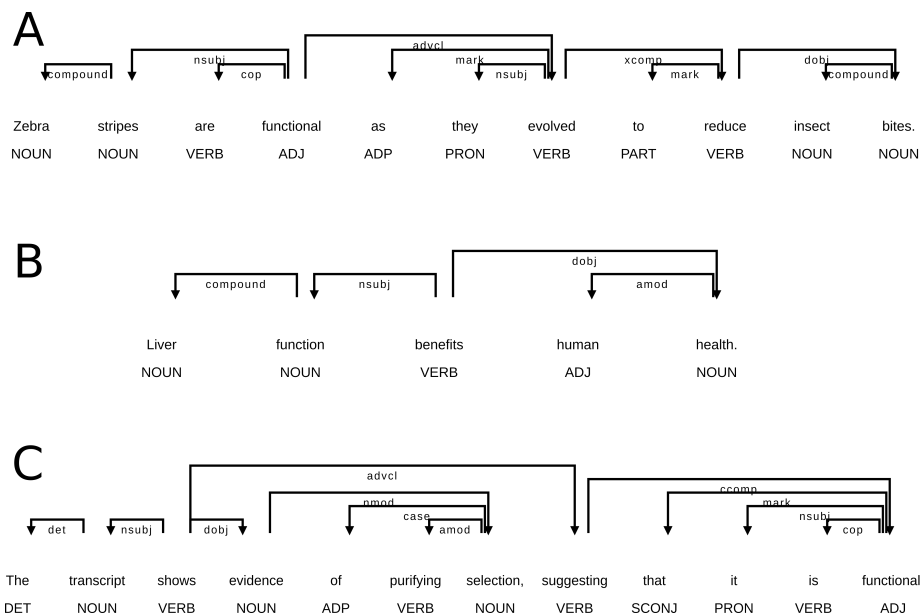 A
advcl
nsubj mark xcomp dobj
compound cop nsubj mark compound
Zebra stripes are functional as they evolved to reduce insect bites.
NOUN NOUN VERB ADJ ADP PRON VERB PART VERB NOUN NOUN
B
dobj
compound nsubj amod
Liver function benefits human health.
NOUN NOUN VERB ADJ NOUN
C
advcl
ccomp
nmod mark
case nsubj
det nsubj dobj amod cop
The transcript shows evidence of purifying selection, suggesting that it is functional
DET NOUN VERB NOUN ADP VERB NOUN VERB SCONJ PRON VERB ADJ